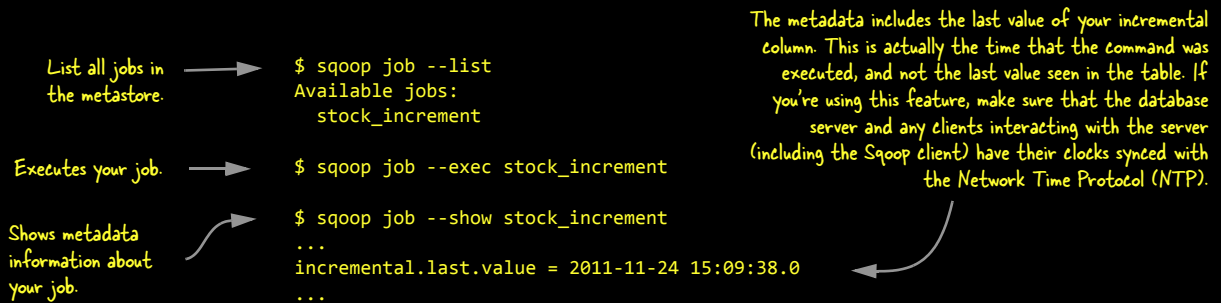 The metadata includes the last value of your incremental
column. This is actually the time that the command was
executed, and not the last value seen in the table. If
you're using this feature, make sure that the database
server and any clients interacting with the server
(including the Sqoop client) have their clocks synced with
the Network Time Protocol (NTP).
List all jobs in
the metastore.
$ sqoop job --list
Available jobs:
  stock_increment
Executes your job.
$ sqoop job --exec stock_increment
Shows metadata
information about
your job.
$ sqoop job --show stock_increment
...
incremental.last.value = 2011-11-24 15:09:38.0
...